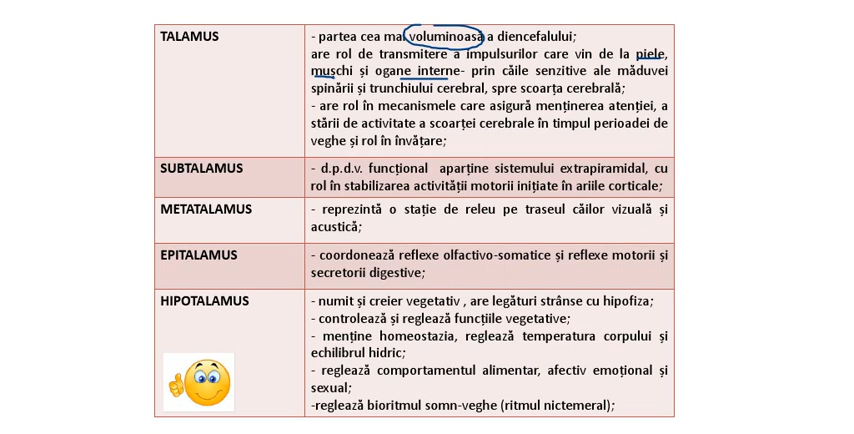 TALAMUS
- partea cea mai voluminoasă a diencefalului;
are rol de transmitere a impulsurilor care vin de la piele,
mușchi și ogane interne- prin căile senzitive ale măduvei
spinării și trunchiului cerebral, spre scoarța cerebrală;
- are rol în mecanismele care asigură menținerea atenției, a
stării de activitate a scoarței cerebrale în timpul perioadei de
veghe și rol în învățare;
SUBTALAMUS
- d.p.d.v. funcțional aparține sistemului extrapiramidal, cu
rol în stabilizarea activității motorii inițiate în ariile corticale;
METATALAMUS
- reprezintă o stație de releu pe traseul căilor vizuală și
acustică;
EPITALAMUS
- coordonează reflexe olfactivo-somatice și reflexe motorii și
secretorii digestive;
HIPOTALAMUS
- numit și creier vegetativ , are legături strânse cu hipofiza;
- controlează și reglează funcțiile vegetative;
- menține homeostazia, reglează temperatura corpului și
echilibrul hidric;
- reglează comportamentul alimentar, afectiv emoțional și
sexual;
-reglează bioritmul somn-veghe (ritmul nictemeral);